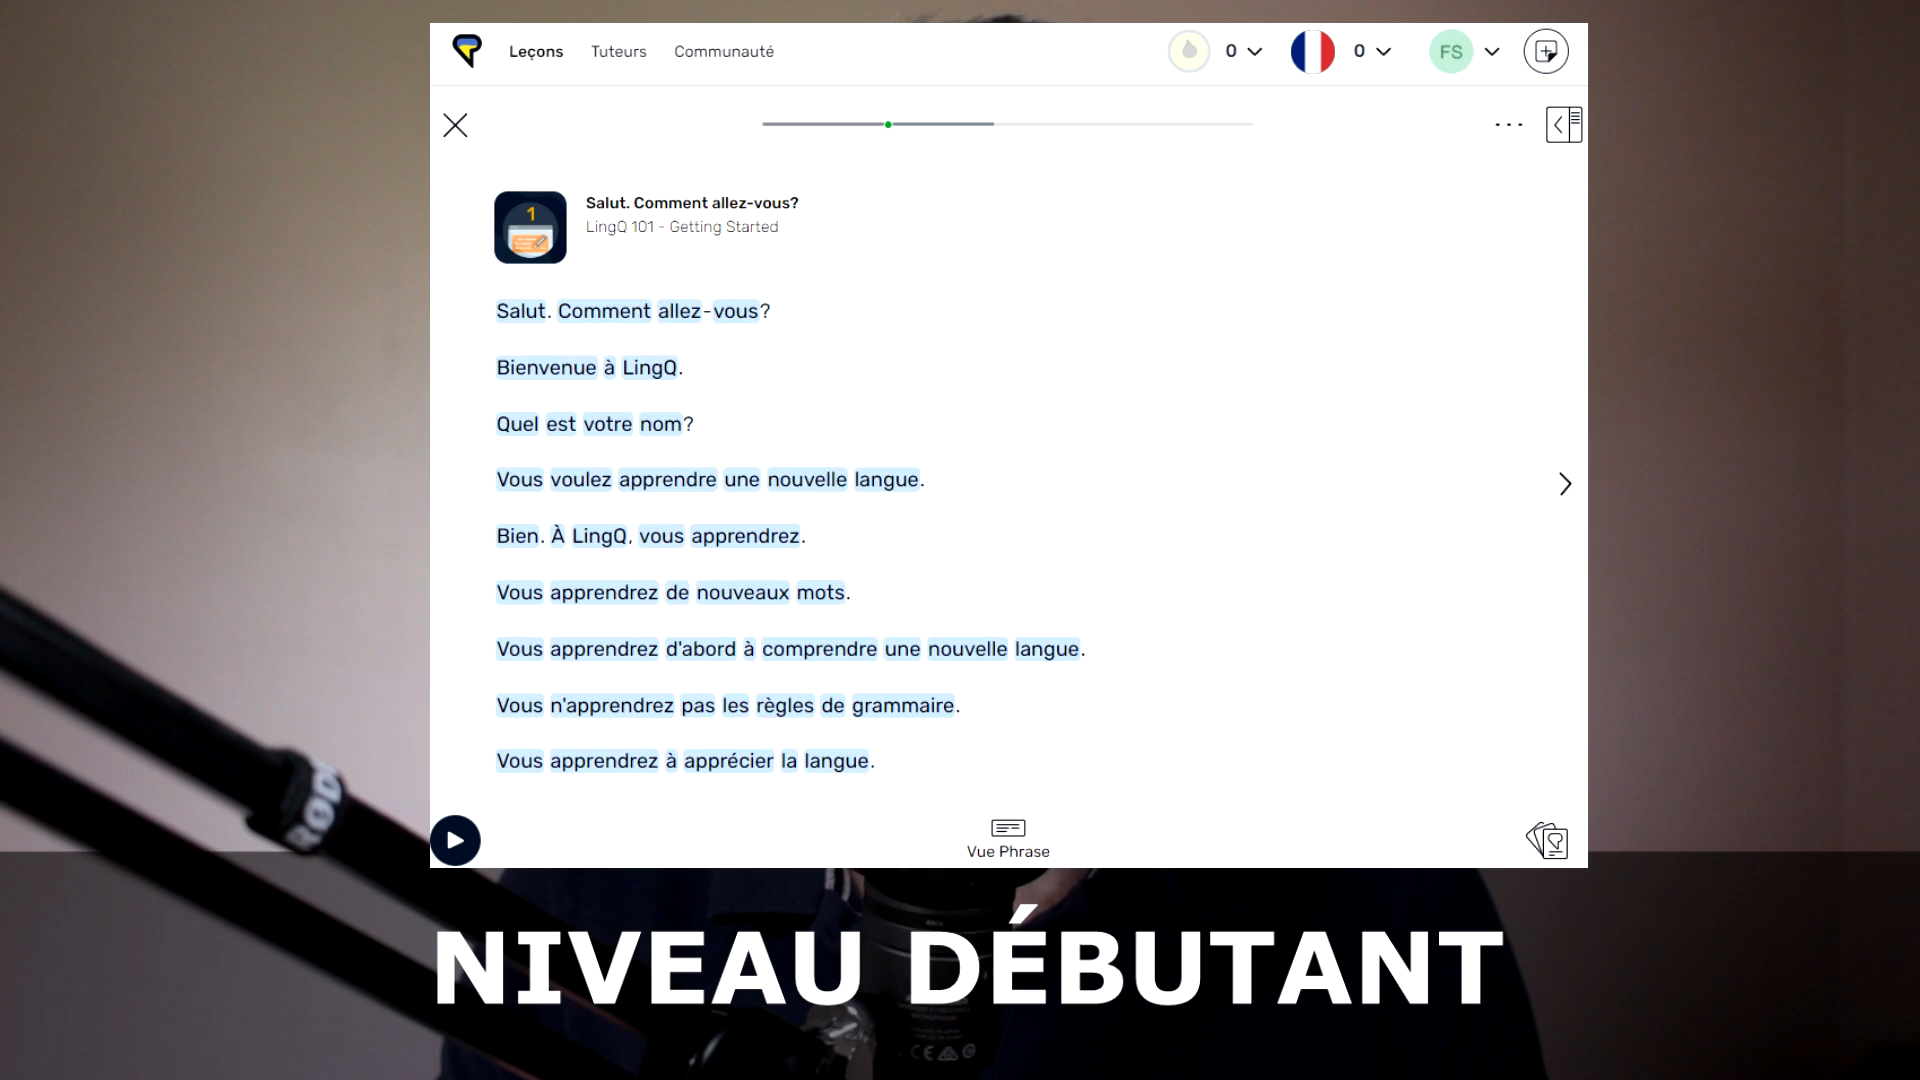 Leçons Tuteurs Communauté 0 0 FS
Salut. Comment allez-vous?
LingQ 101 - Getting Started
1
Salut. Comment allez-vous?
Bienvenue à LingQ.
Quel est votre nom?
Vous voulez apprendre une nouvelle langue.
Bien. À LingQ, vous apprendrez.
Vous apprendrez de nouveaux mots.
Vous apprendrez d'abord à comprendre une nouvelle langue.
Vous n'apprendrez pas les règles de grammaire.
Vous apprendrez à apprécier la langue.
Vue Phrase
RODE
NIVEAU DÉBUTANT